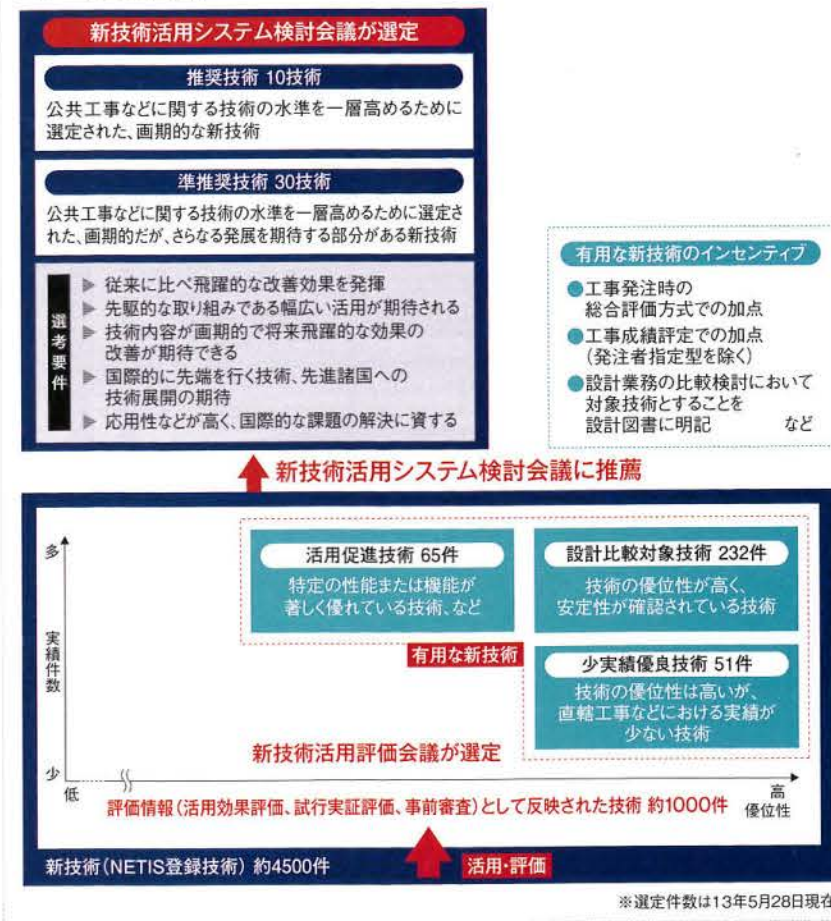 新技術活用システム検討会議が選定
推奨技術 10技術
公共工事などに関する技術の水準を一層高めるために
選定された、画期的な新技術
準推奨技術 30技術
公共工事などに関する技術の水準を一層高めるために選定さ
れた、画期的だが、さらなる発展を期待する部分がある新技術
選考要件
▶ 従来に比べ飛躍的な改善効果を発揮
▶ 先駆的な取り組みである幅広い活用が期待される
▶ 技術内容が画期的で将来飛躍的な効果の
改善が期待できる
▶ 国際的に先端を行く技術、先進諸国への
技術展開の期待
▶ 応用性などが高く、国際的な課題の解決に資する
有用な新技術のインセンティブ
●工事発注時の
総合評価方式での加点
●工事成績評定での加点
(発注者指定型を除く)
●設計業務の比較検討において
対象技術とすることを
設計図書に明記 など
新技術活用システム検討会議に推薦
多
実績件数
少
低
活用促進技術 65件
特定の性能または機能が
著しく優れている技術、など
設計比較対象技術 232件
技術の優位性が高く、
安定性が確認されている技術
有用な新技術
少実績優良技術 51件
技術の優位性は高いが、
直轄工事などにおける実績が
少ない技術
新技術活用評価会議が選定
高
優位性
評価情報(活用効果評価、試行実証評価、事前審査)として反映された技術 約1000件
新技術(NETIS登録技術) 約4500件
活用・評価
※選定件数は13年5月28日現在